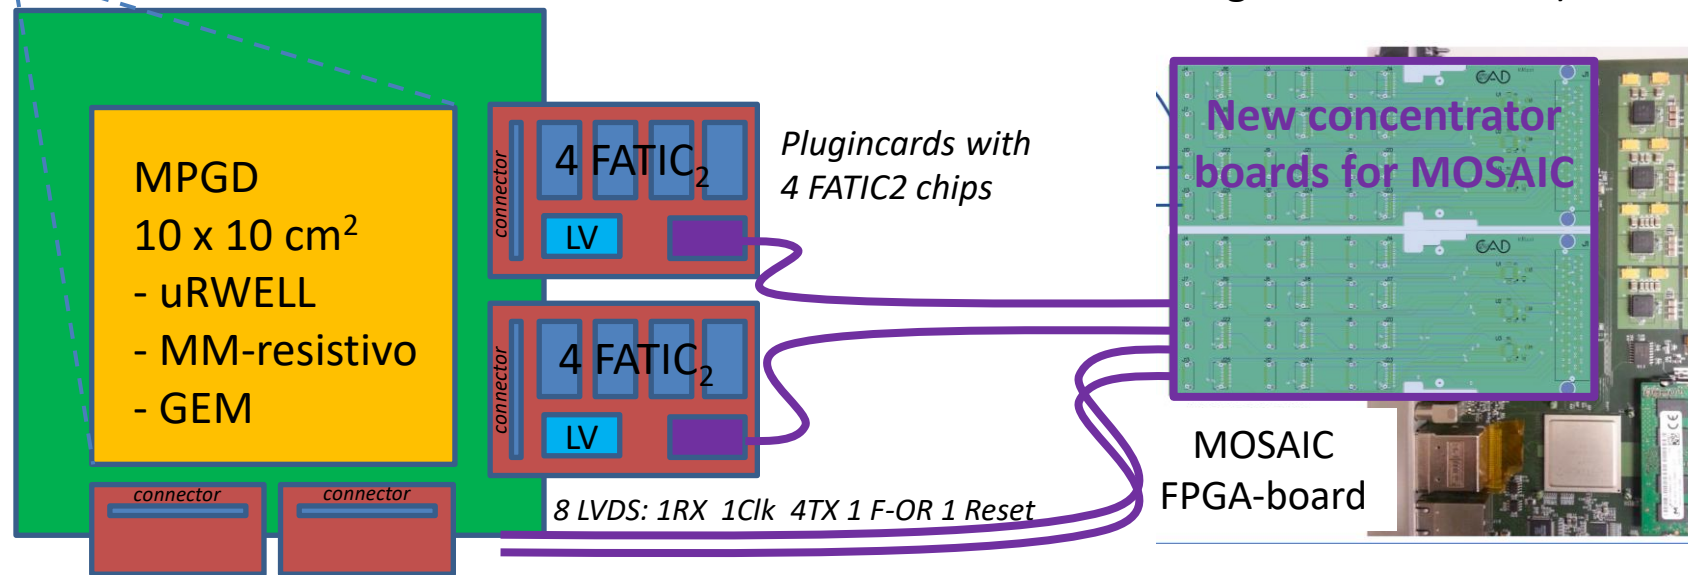 MPGD
10 x 10 cm²
- uRWELL
- MM-resistivo
- GEM
connector
4 FATIC₂
LV
connector
4 FATIC₂
LV
connector
connector
Plugincards with
4 FATIC2 chips
8 LVDS: 1RX 1Clk 4TX 1 F-OR 1 Reset
New concentrator
boards for MOSAIC
CAD
CAD
MOSAIC
FPGA-board